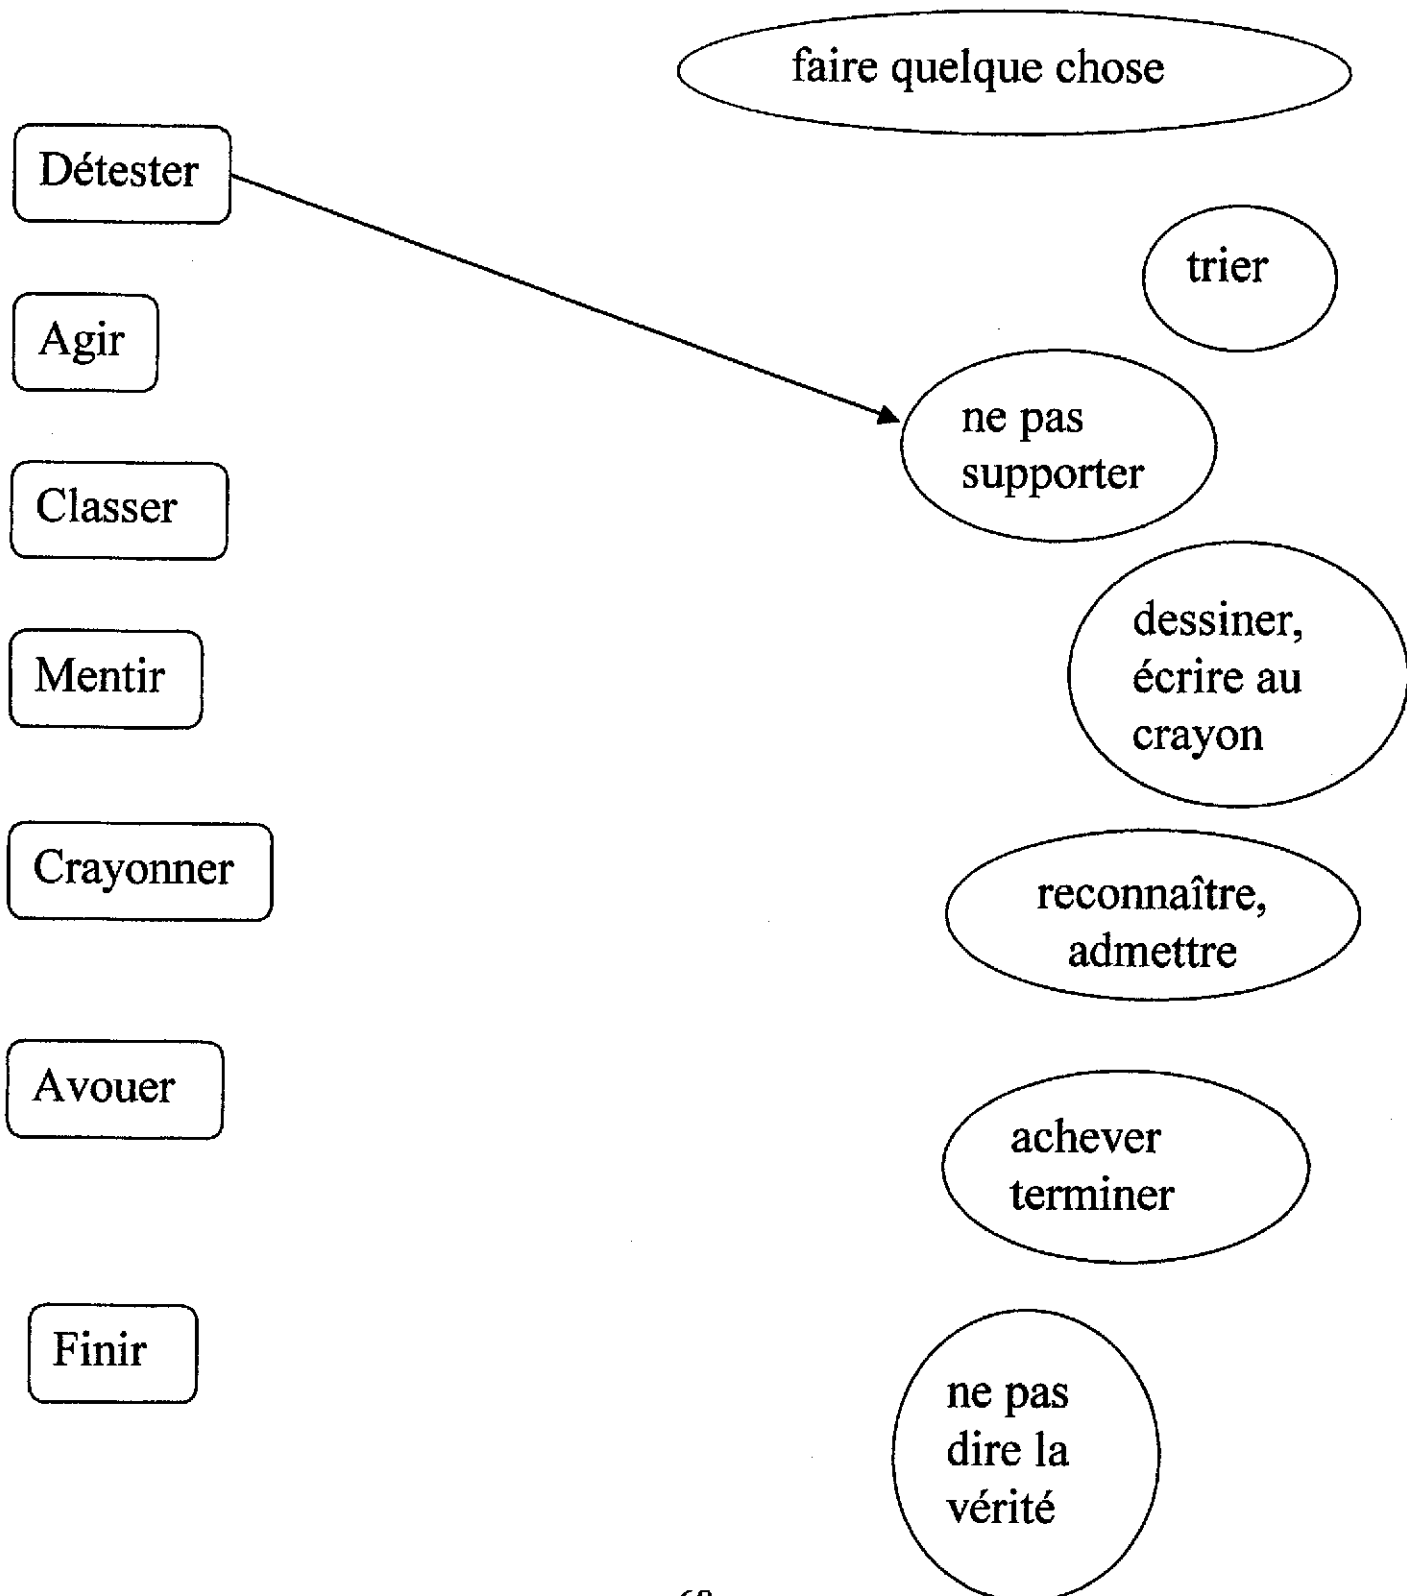 faire quelque chose
Détester
trier
Agir
ne pas
supporter
Classer
dessiner,
écrire au
crayon
Mentir
Crayonner
reconnaître,
admettre
Avouer
achever
terminer
Finir
ne pas
dire la
vérité